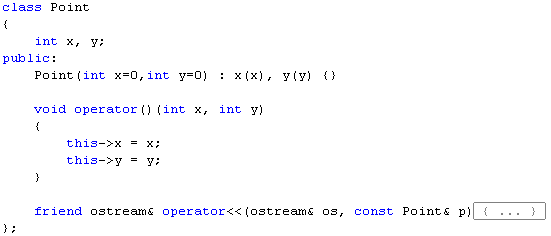 class Point
{
    int x, y;
public:
    Point(int x=0,int y=0) : x(x), y(y) {}
    void operator()(int x, int y)
    {
        this->x = x;
        this->y = y;
    }
    friend ostream& operator<<(ostream& os, const Point& p){ ... }
};